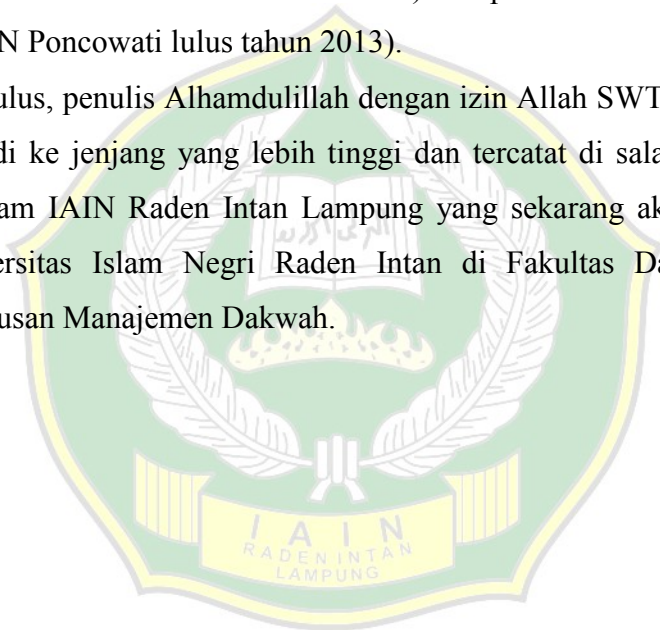 N Poncowati lulus tahun 2013).
ulus, penulis Alhamdulillah dengan izin Allah SWT
di ke jenjang yang lebih tinggi dan tercatat di sala
am IAIN Raden Intan Lampung yang sekarang ak
ersitas Islam Negri Raden Intan di Fakultas Da
usan Manajemen Dakwah.
I A I N
RADEN INTAN
LAMPUNG